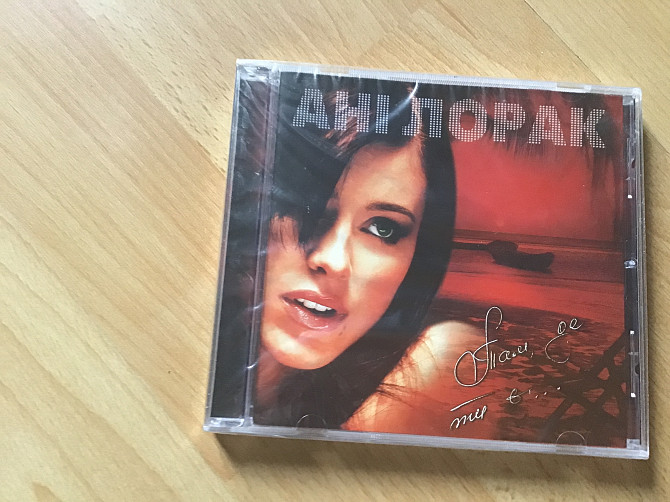 АНІ ЛОРАК
Там, де
ти є...